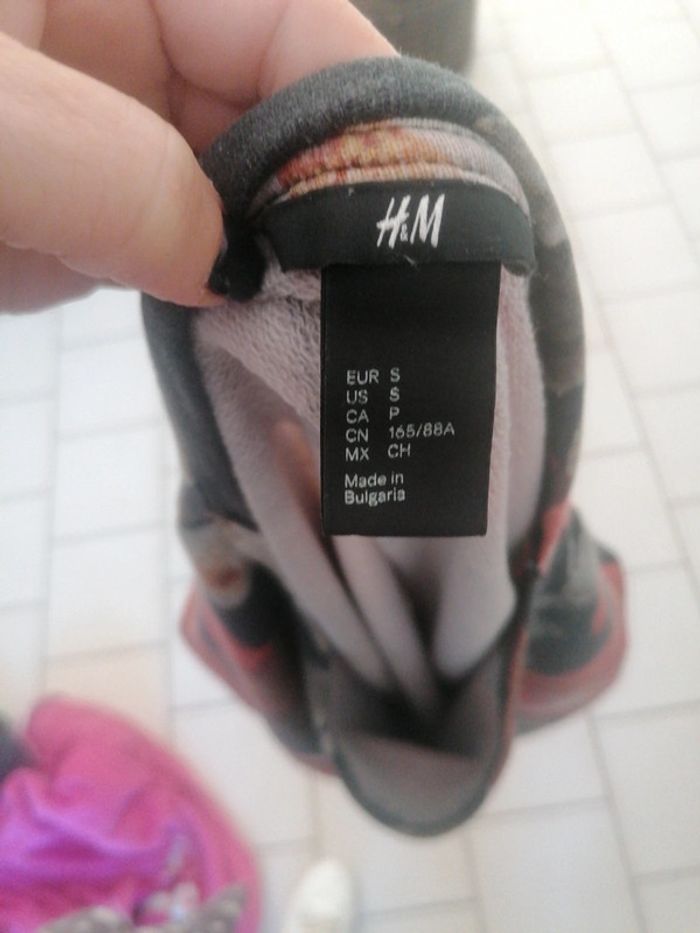 H&M
EUR S
US S
CA P
CN 165/88A
MX CH
Made in
Bulgaria